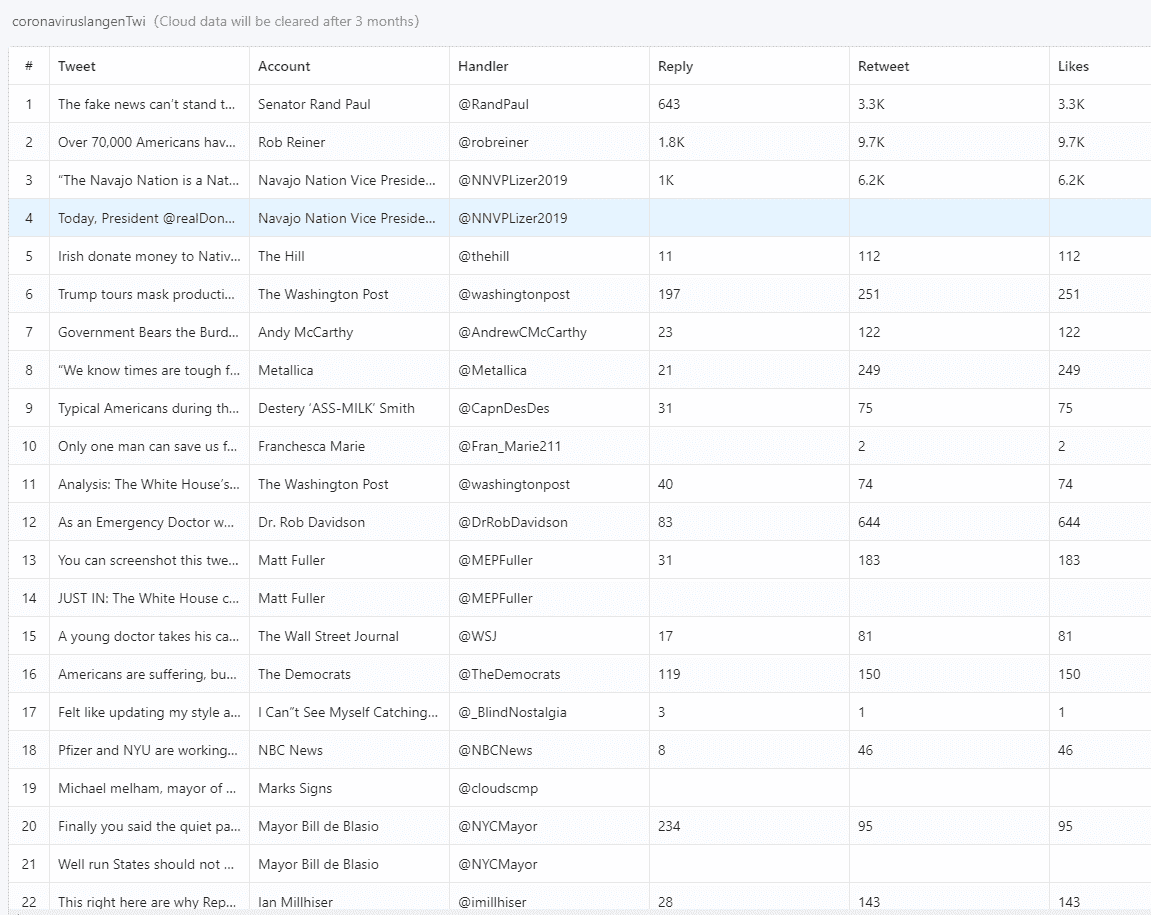 coronaviruslangenTwi (Cloud data will be cleared after 3 months)
# Tweet Account Handler Reply Retweet Likes
1 The fake news can't stand t... Senator Rand Paul @RandPaul 643 3.3K 3.3K
2 Over 70,000 Americans hav... Rob Reiner @robreiner 1.8K 9.7K 9.7K
3 “The Navajo Nation is a Nat... Navajo Nation Vice Preside... @NNVPLizer2019 1K 6.2K 6.2K
4 Today, President @realDon... Navajo Nation Vice Preside... @NNVPLizer2019
5 Irish donate money to Nativ... The Hill @thehill 11 112 112
6 Trump tours mask producti... The Washington Post @washingtonpost 197 251 251
7 Government Bears the Burd... Andy McCarthy @AndrewCMcCarthy 23 122 122
8 “We know times are tough f... Metallica @Metallica 21 249 249
9 Typical Americans during th... Destery ‘ASS-MILK’ Smith @CapnDesDes 31 75 75
10 Only one man can save us f... Franchesca Marie @Fran_Marie211 2 2
11 Analysis: The White House’s... The Washington Post @washingtonpost 40 74 74
12 As an Emergency Doctor w... Dr. Rob Davidson @DrRobDavidson 83 644 644
13 You can screenshot this twe... Matt Fuller @MEPFuller 31 183 183
14 JUST IN: The White House c... Matt Fuller @MEPFuller
15 A young doctor takes his ca... The Wall Street Journal @WSJ 17 81 81
16 Americans are suffering, bu... The Democrats @TheDemocrats 119 150 150
17 Felt like updating my style a... I Can”t See Myself Catching... @_BlindNostalgia 3 1 1
18 Pfizer and NYU are working... NBC News @NBCNews 8 46 46
19 Michael melham, mayor of ... Marks Signs @cloudscmp
20 Finally you said the quiet pa... Mayor Bill de Blasio @NYCMayor 234 95 95
21 Well run States should not ... Mayor Bill de Blasio @NYCMayor
22 This right here are why Rep... Ian Millhiser @imillhiser 28 143 143